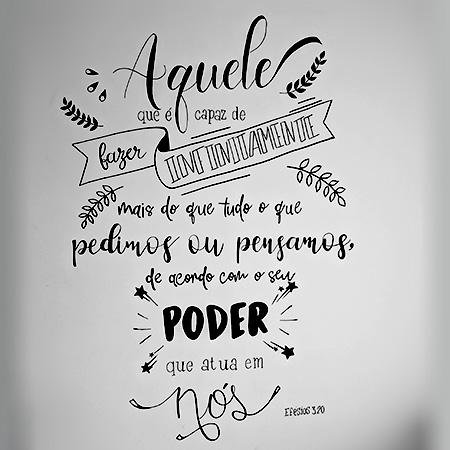 Aquele
que é capaz de
fazer INFINITAMENTE
mais do que tudo o que
pedimos ou pensamos,
de acordo com o seu
PODER
que atua em
nós
Efésios 3:20